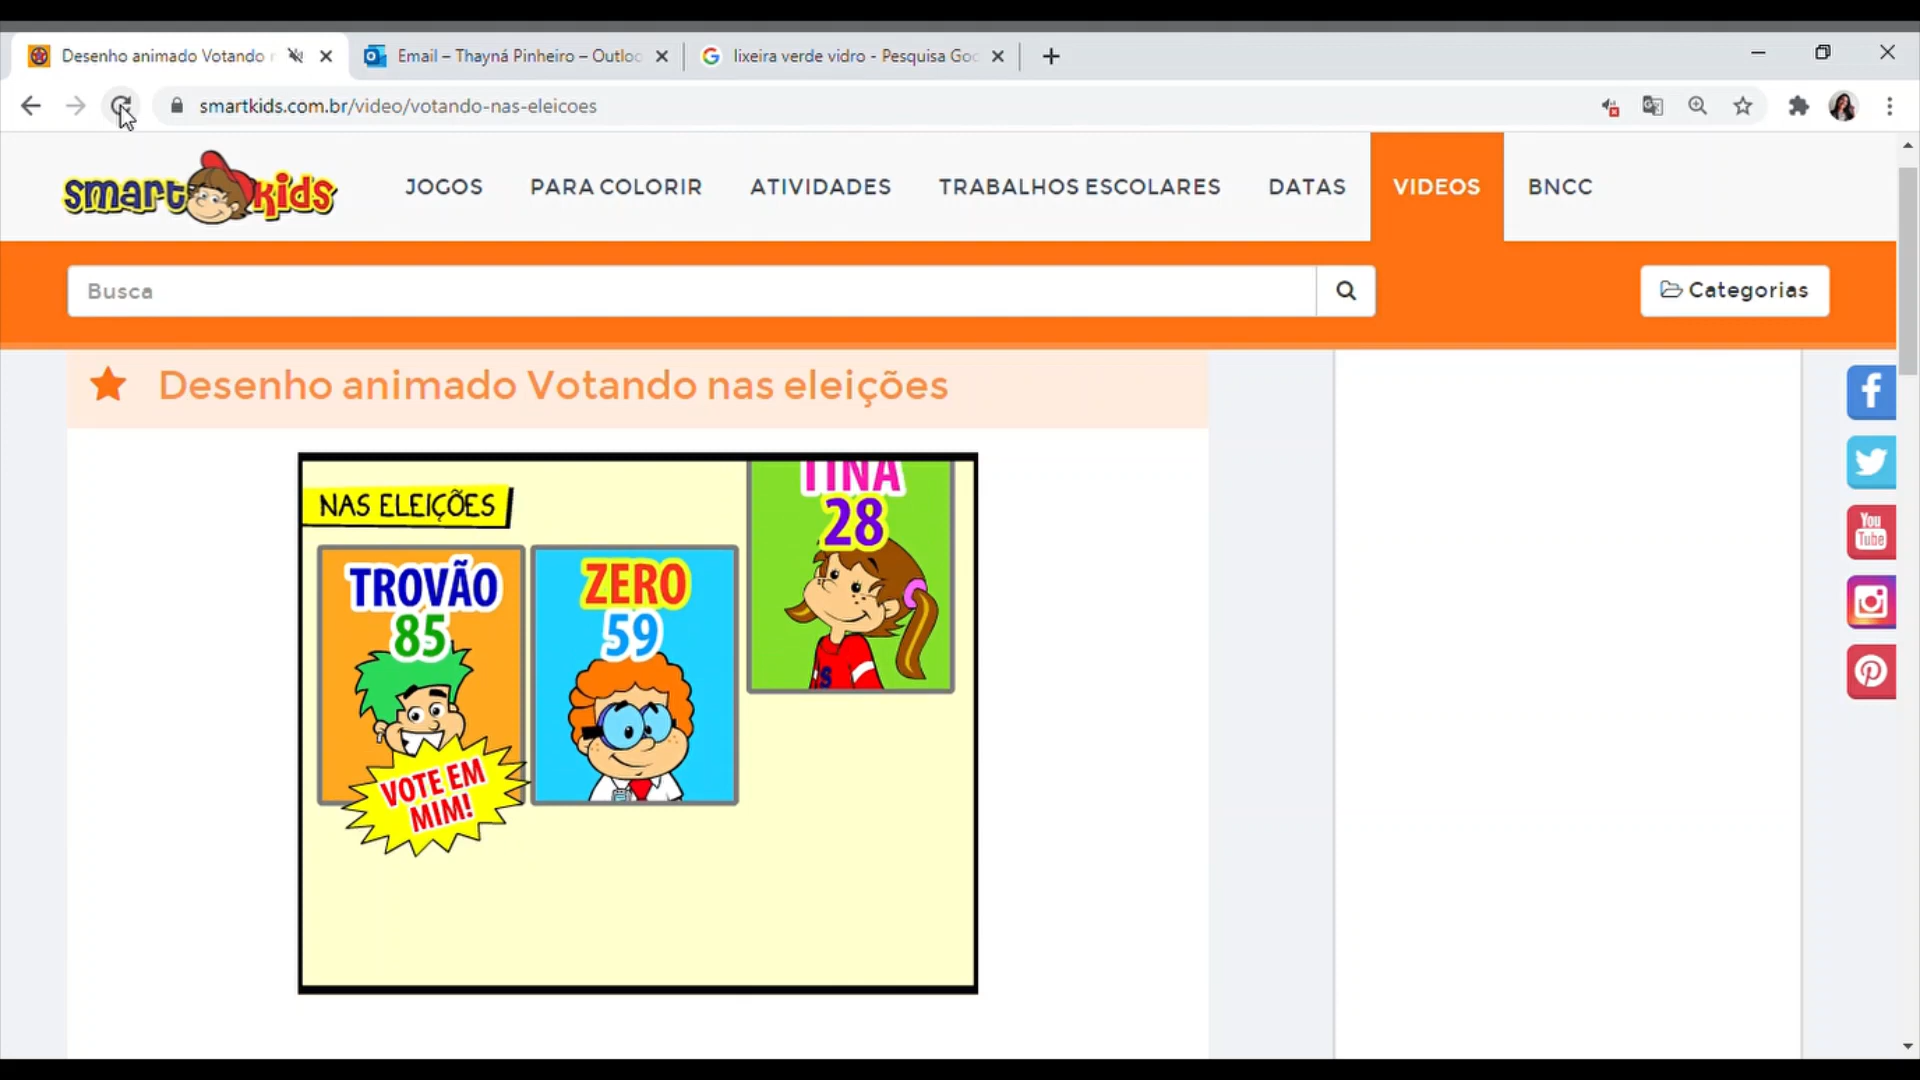 Desenho animado Votando n
Email – Thayná Pinheiro – Outloo
lixeira verde vidro - Pesquisa Goo
smartkids.com.br/video/votando-nas-eleicoes
smart kids
JOGOS
PARA COLORIR
ATIVIDADES
TRABALHOS ESCOLARES
DATAS
VIDEOS
BNCC
Busca
Categorias
Desenho animado Votando nas eleições
NAS ELEIÇÕES
TINA
28
TROVÃO
85
ZERO
59
S
VOTE EM
MIM!
You
Tube